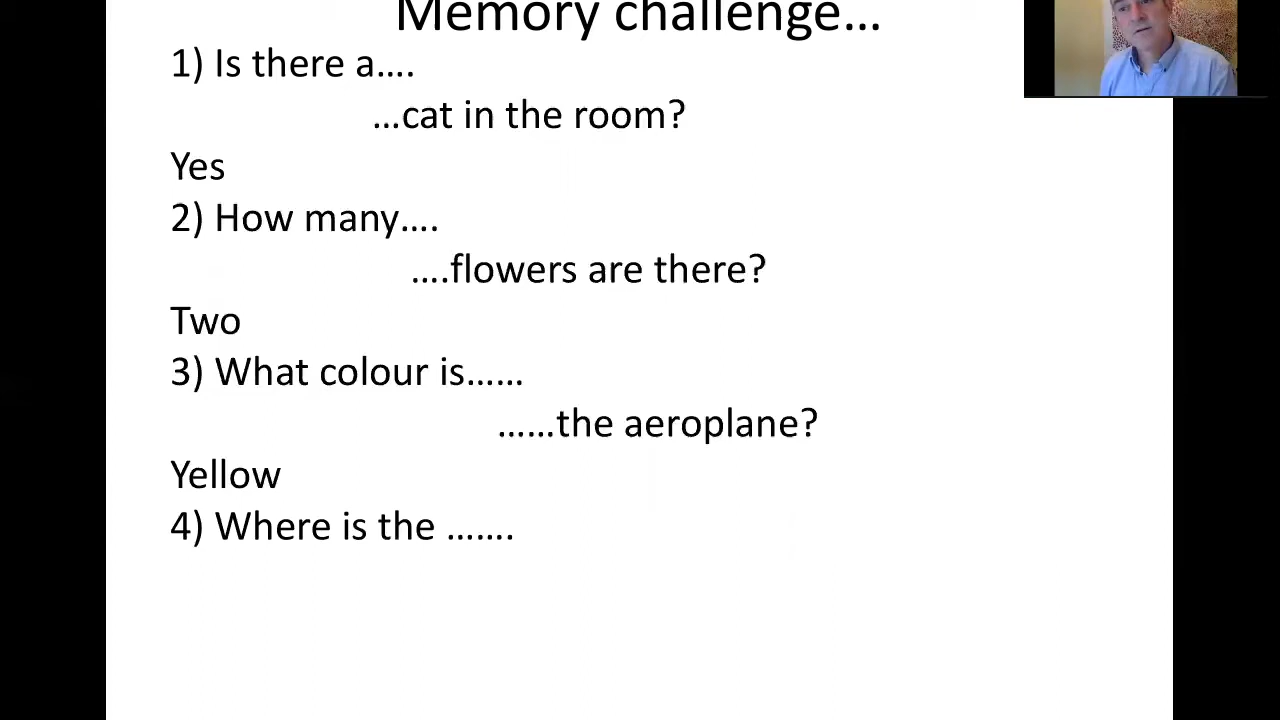 Memory challenge…
1) Is there a….
…cat in the room?
Yes
2) How many….
….flowers are there?
Two
3) What colour is……
……the aeroplane?
Yellow
4) Where is the …….